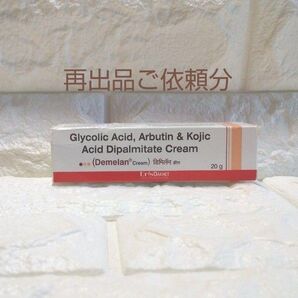 再出品ご依頼分
Glycolic Acid, Arbutin & Kojic
Acid Dipalmitate Cream
(Demelan® Cream)
20 g